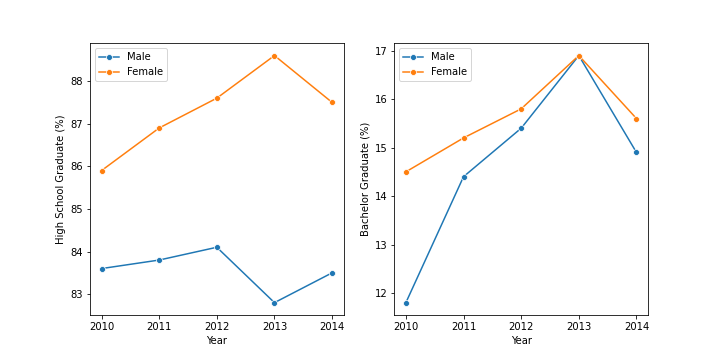 Male
Female
High School Graduate (%)
88
87
86
85
84
83
2010 2011 2012 2013 2014
Year
Male
Female
Bachelor Graduate (%)
17
16
15
14
13
12
2010 2011 2012 2013 2014
Year